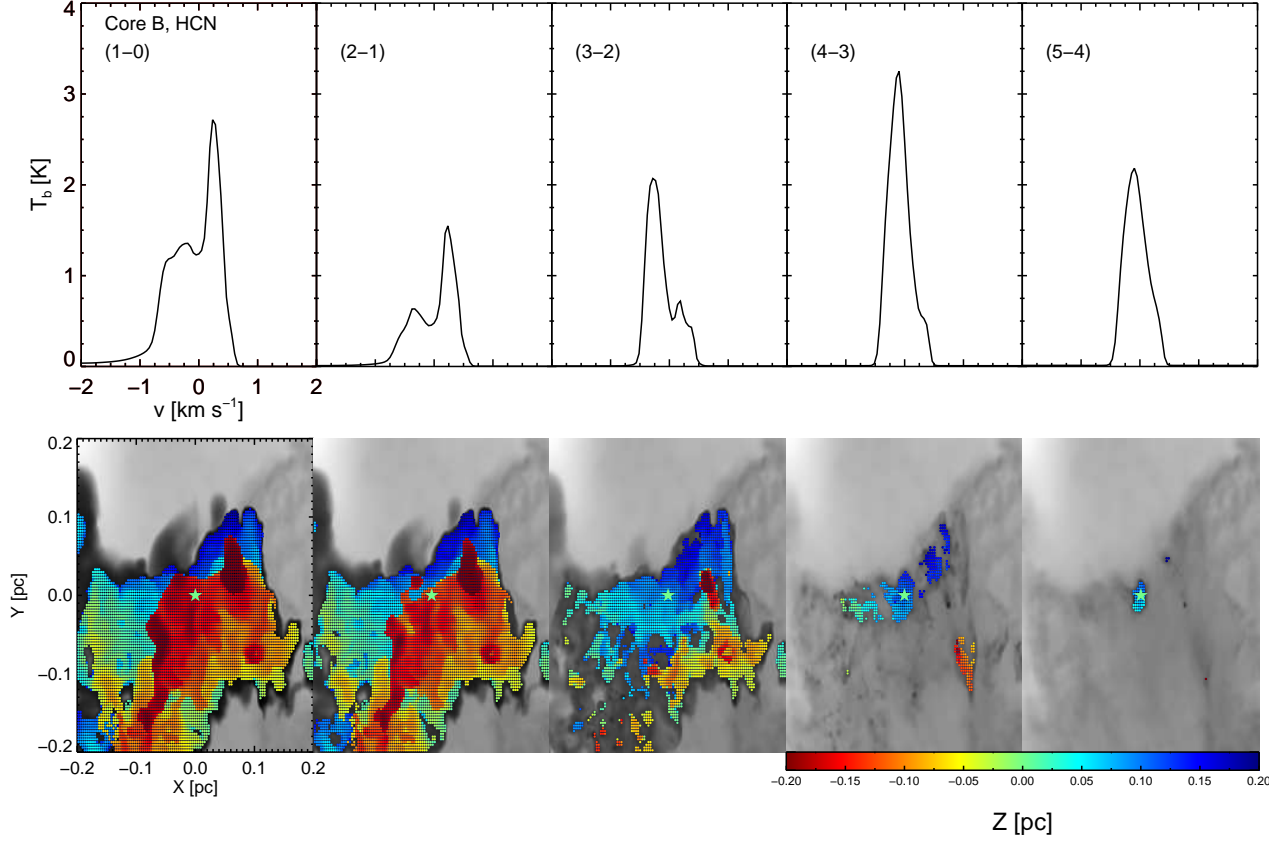 Core B, HCN
(1−0) (2−1) (3−2) (4−3) (5−4)
4
3
2
1
0
T_b [K]
−2 −1 0 1 2
v [km s⁻¹]
0.2
0.1
0.0
−0.1
−0.2
Y [pc]
−0.2 −0.1 0.0 0.1 0.2
X [pc]
−0.20 −0.15 −0.10 −0.05 0.00 0.05 0.10 0.15 0.20
Z [pc]